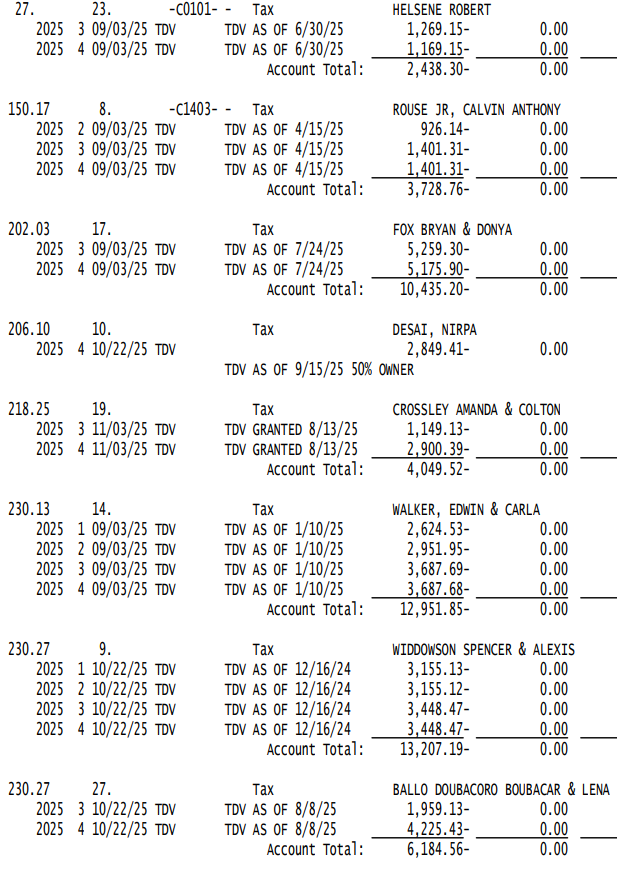 27. 23. -C0101- - Tax HELSENE ROBERT
2025 3 09/03/25 TDV TDV AS OF 6/30/25 1,269.15- 0.00
2025 4 09/03/25 TDV TDV AS OF 6/30/25 1,169.15- 0.00
Account Total: 2,438.30- 0.00
150.17 8. -C1403- - Tax ROUSE JR, CALVIN ANTHONY
2025 2 09/03/25 TDV TDV AS OF 4/15/25 926.14- 0.00
2025 3 09/03/25 TDV TDV AS OF 4/15/25 1,401.31- 0.00
2025 4 09/03/25 TDV TDV AS OF 4/15/25 1,401.31- 0.00
Account Total: 3,728.76- 0.00
202.03 17. Tax FOX BRYAN & DONYA
2025 3 09/03/25 TDV TDV AS OF 7/24/25 5,259.30- 0.00
2025 4 09/03/25 TDV TDV AS OF 7/24/25 5,175.90- 0.00
Account Total: 10,435.20- 0.00
206.10 10. Tax DESAI, NIRPA
2025 4 10/22/25 TDV 2,849.41- 0.00
TDV AS OF 9/15/25 50% OWNER
218.25 19. Tax CROSSLEY AMANDA & COLTON
2025 3 11/03/25 TDV TDV GRANTED 8/13/25 1,149.13- 0.00
2025 4 11/03/25 TDV TDV GRANTED 8/13/25 2,900.39- 0.00
Account Total: 4,049.52- 0.00
230.13 14. Tax WALKER, EDWIN & CARLA
2025 1 09/03/25 TDV TDV AS OF 1/10/25 2,624.53- 0.00
2025 2 09/03/25 TDV TDV AS OF 1/10/25 2,951.95- 0.00
2025 3 09/03/25 TDV TDV AS OF 1/10/25 3,687.69- 0.00
2025 4 09/03/25 TDV TDV AS OF 1/10/25 3,687.68- 0.00
Account Total: 12,951.85- 0.00
230.27 9. Tax WIDDOWSON SPENCER & ALEXIS
2025 1 10/22/25 TDV TDV AS OF 12/16/24 3,155.13- 0.00
2025 2 10/22/25 TDV TDV AS OF 12/16/24 3,155.12- 0.00
2025 3 10/22/25 TDV TDV AS OF 12/16/24 3,448.47- 0.00
2025 4 10/22/25 TDV TDV AS OF 12/16/24 3,448.47- 0.00
Account Total: 13,207.19- 0.00
230.27 27. Tax BALLO DOUBACORO BOUBACAR & LENA
2025 3 10/22/25 TDV TDV AS OF 8/8/25 1,959.13- 0.00
2025 4 10/22/25 TDV TDV AS OF 8/8/25 4,225.43- 0.00
Account Total: 6,184.56- 0.00